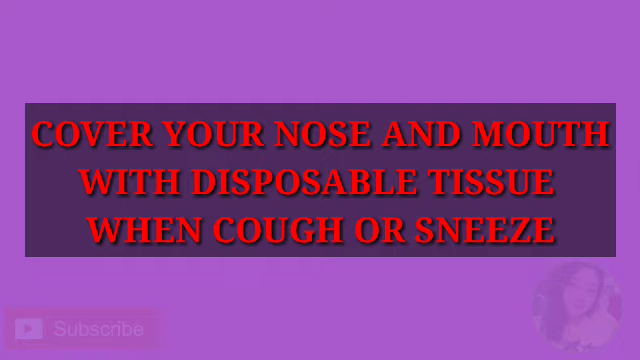 COVER YOUR NOSE AND MOUTH
WITH DISPOSABLE TISSUE
WHEN COUGH OR SNEEZE
Subscribe